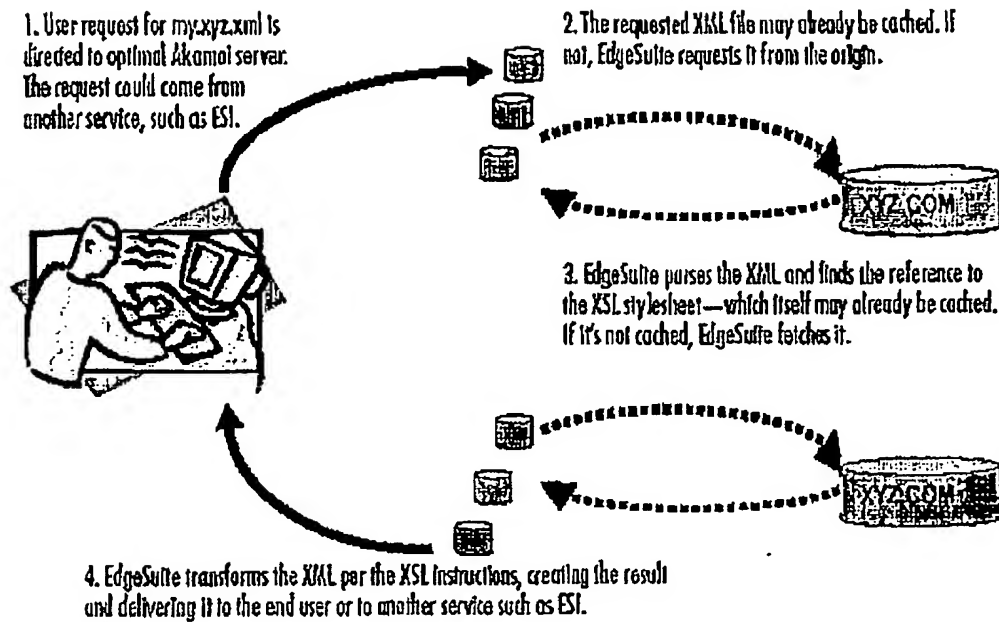 1. User request for my.xyz.xml is
directed to optimal Akamai server.
The request could come from
another service, such as ESI.
2. The requested XML file may already be cached. If
not, EdgeSuite requests it from the origin.
XYZ.COM
3. EdgeSuite parses the XML and finds the reference to
the XSL stylesheet—which itself may already be cached.
If it's not cached, EdgeSuite fetches it.
XYZ.COM
4. EdgeSuite transforms the XML per the XSL instructions, creating the result
and delivering it to the end user or to another service such as ESI.